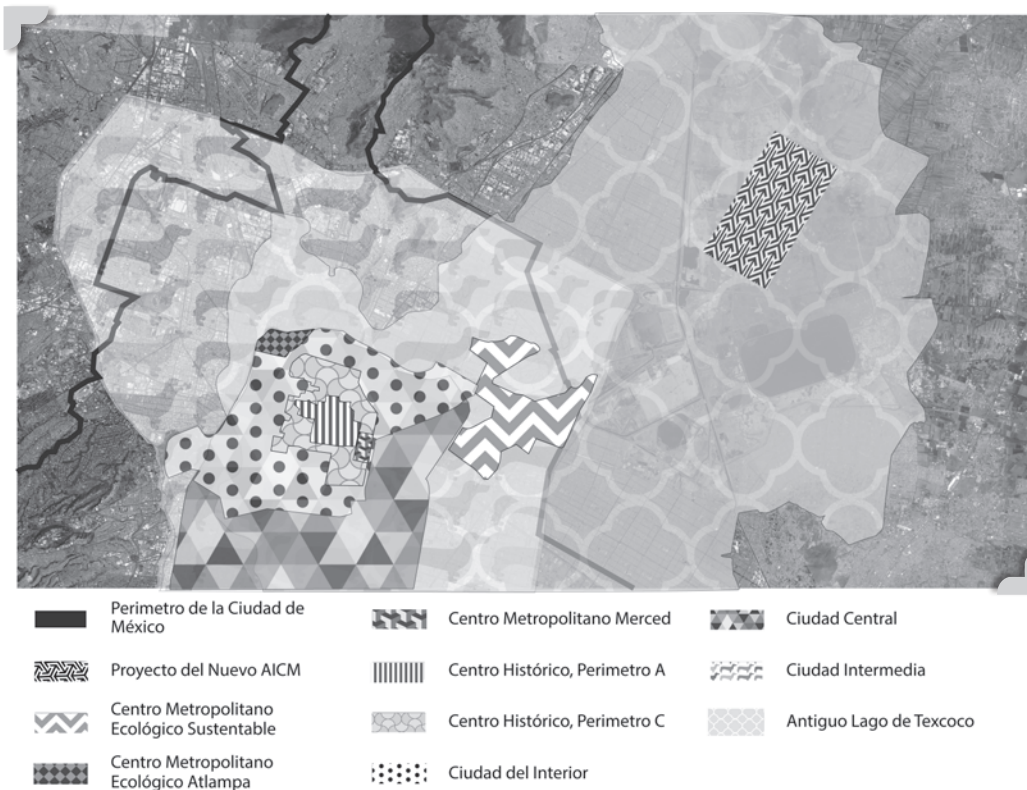 Perimetro de la Ciudad de
México
Proyecto del Nuevo AICM
Centro Metropolitano
Ecológico Sustentable
Centro Metropolitano
Ecológico Atlampa
Centro Metropolitano Merced
Centro Histórico, Perimetro A
Centro Histórico, Perimetro C
Ciudad del Interior
Ciudad Central
Ciudad Intermedia
Antiguo Lago de Texcoco